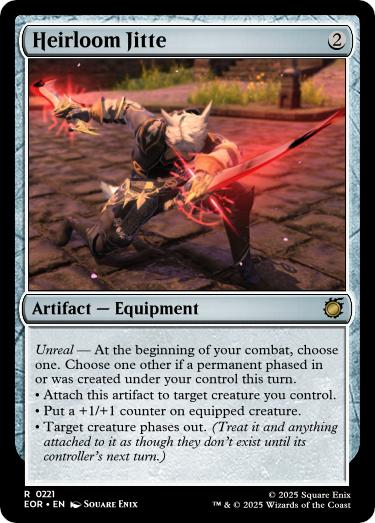 Heirloom Jitte 2
Artifact — Equipment
Unreal — At the beginning of your combat, choose
one. Choose one other if a permanent phased in
or was created under your control this turn.
• Attach this artifact to target creature you control.
• Put a +1/+1 counter on equipped creature.
• Target creature phases out. (Treat it and anything
attached to it as though they don't exist until its
controller's next turn.)
R 0221 © 2025 Square Enix
EOR • EN SQUARE ENIX ™ & © 2025 Wizards of the Coast